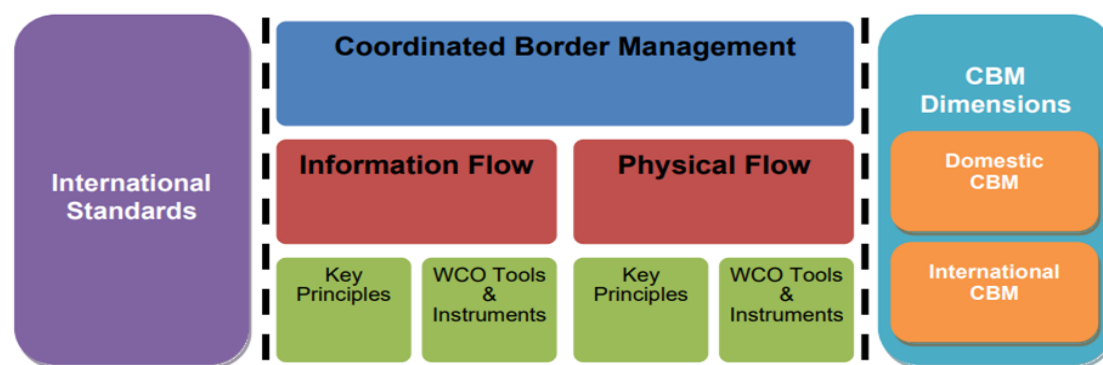 International
Standards
Coordinated Border Management
Information Flow
Physical Flow
Key
Principles
WCO Tools
&
Instruments
Key
Principles
WCO Tools
&
Instruments
CBM
Dimensions
Domestic
CBM
International
CBM